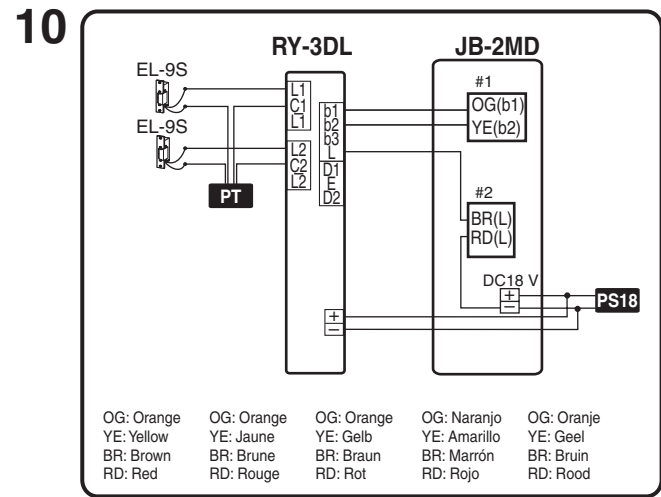 10
RY-3DL
JB-2MD
EL-9S
EL-9S
PT
L1
C1
L1
L2
C2
L2
b1
b2
b3
L
D1
E
D2
+
−
#1
OG(b1)
YE(b2)
#2
BR(L)
RD(L)
DC18 V
+
−
PS18
OG: Orange
YE: Yellow
BR: Brown
RD: Red
OG: Orange
YE: Jaune
BR: Brune
RD: Rouge
OG: Orange
YE: Gelb
BR: Braun
RD: Rot
OG: Naranjo
YE: Amarillo
BR: Marrón
RD: Rojo
OG: Oranje
YE: Geel
BR: Bruin
RD: Rood